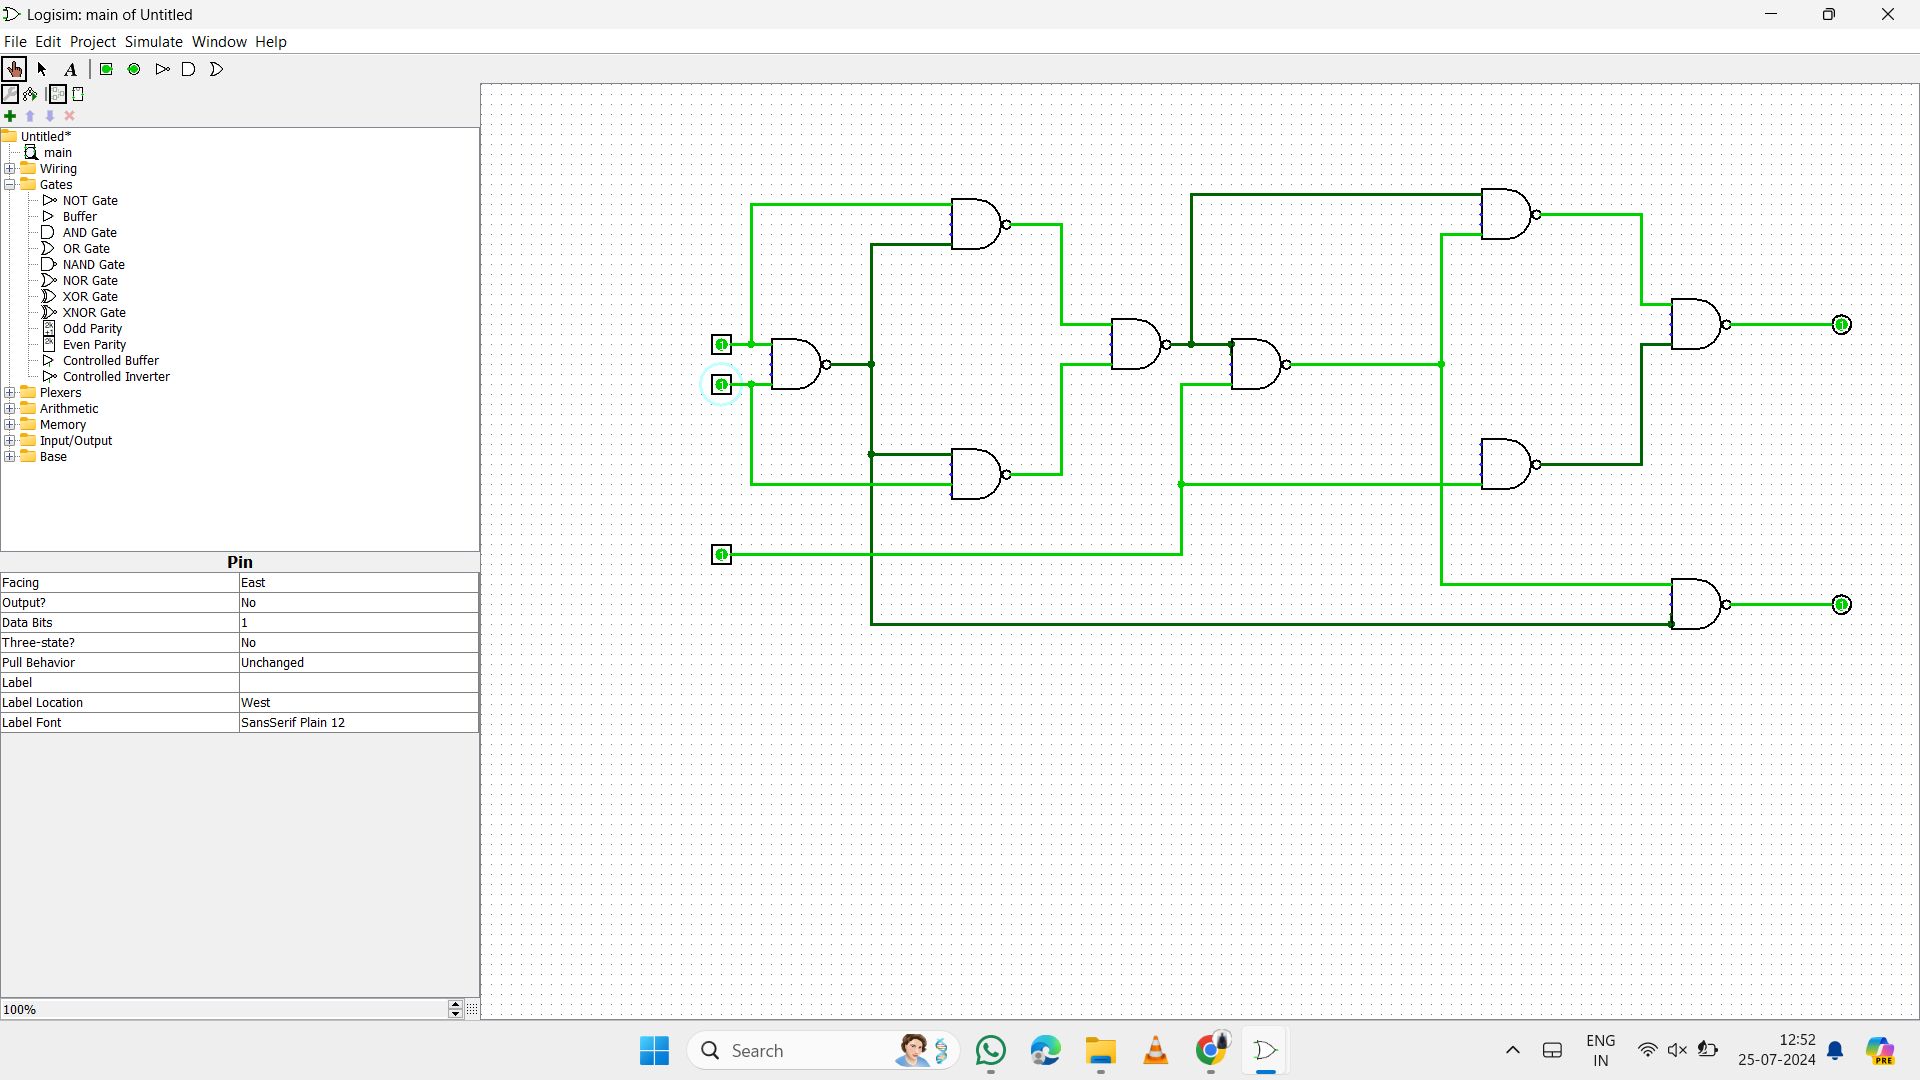 Logisim: main of Untitled
File Edit Project Simulate Window Help
A
Untitled*
main
Wiring
Gates
NOT Gate
Buffer
AND Gate
OR Gate
NAND Gate
NOR Gate
XOR Gate
XNOR Gate
Odd Parity
Even Parity
Controlled Buffer
Controlled Inverter
Plexers
Arithmetic
Memory
Input/Output
Base
Pin
Facing East
Output? No
Data Bits 1
Three-state? No
Pull Behavior Unchanged
Label
Label Location West
Label Font SansSerif Plain 12
100%
1
1
1
1
1
Search
ENG
IN
12:52
25-07-2024
PRE